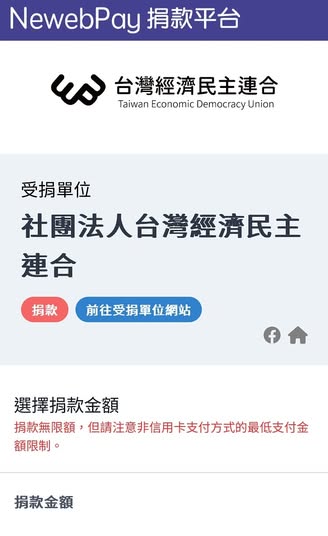 NewebPay 捐款平台
台灣經濟民主連合
Taiwan Economic Democracy Union
受捐單位
社團法人台灣經濟民主
連合
捐款
前往受捐單位網站
選擇捐款金額
捐款無限額，但請注意非信用卡支付方式的最低支付金
額限制。
捐款金額